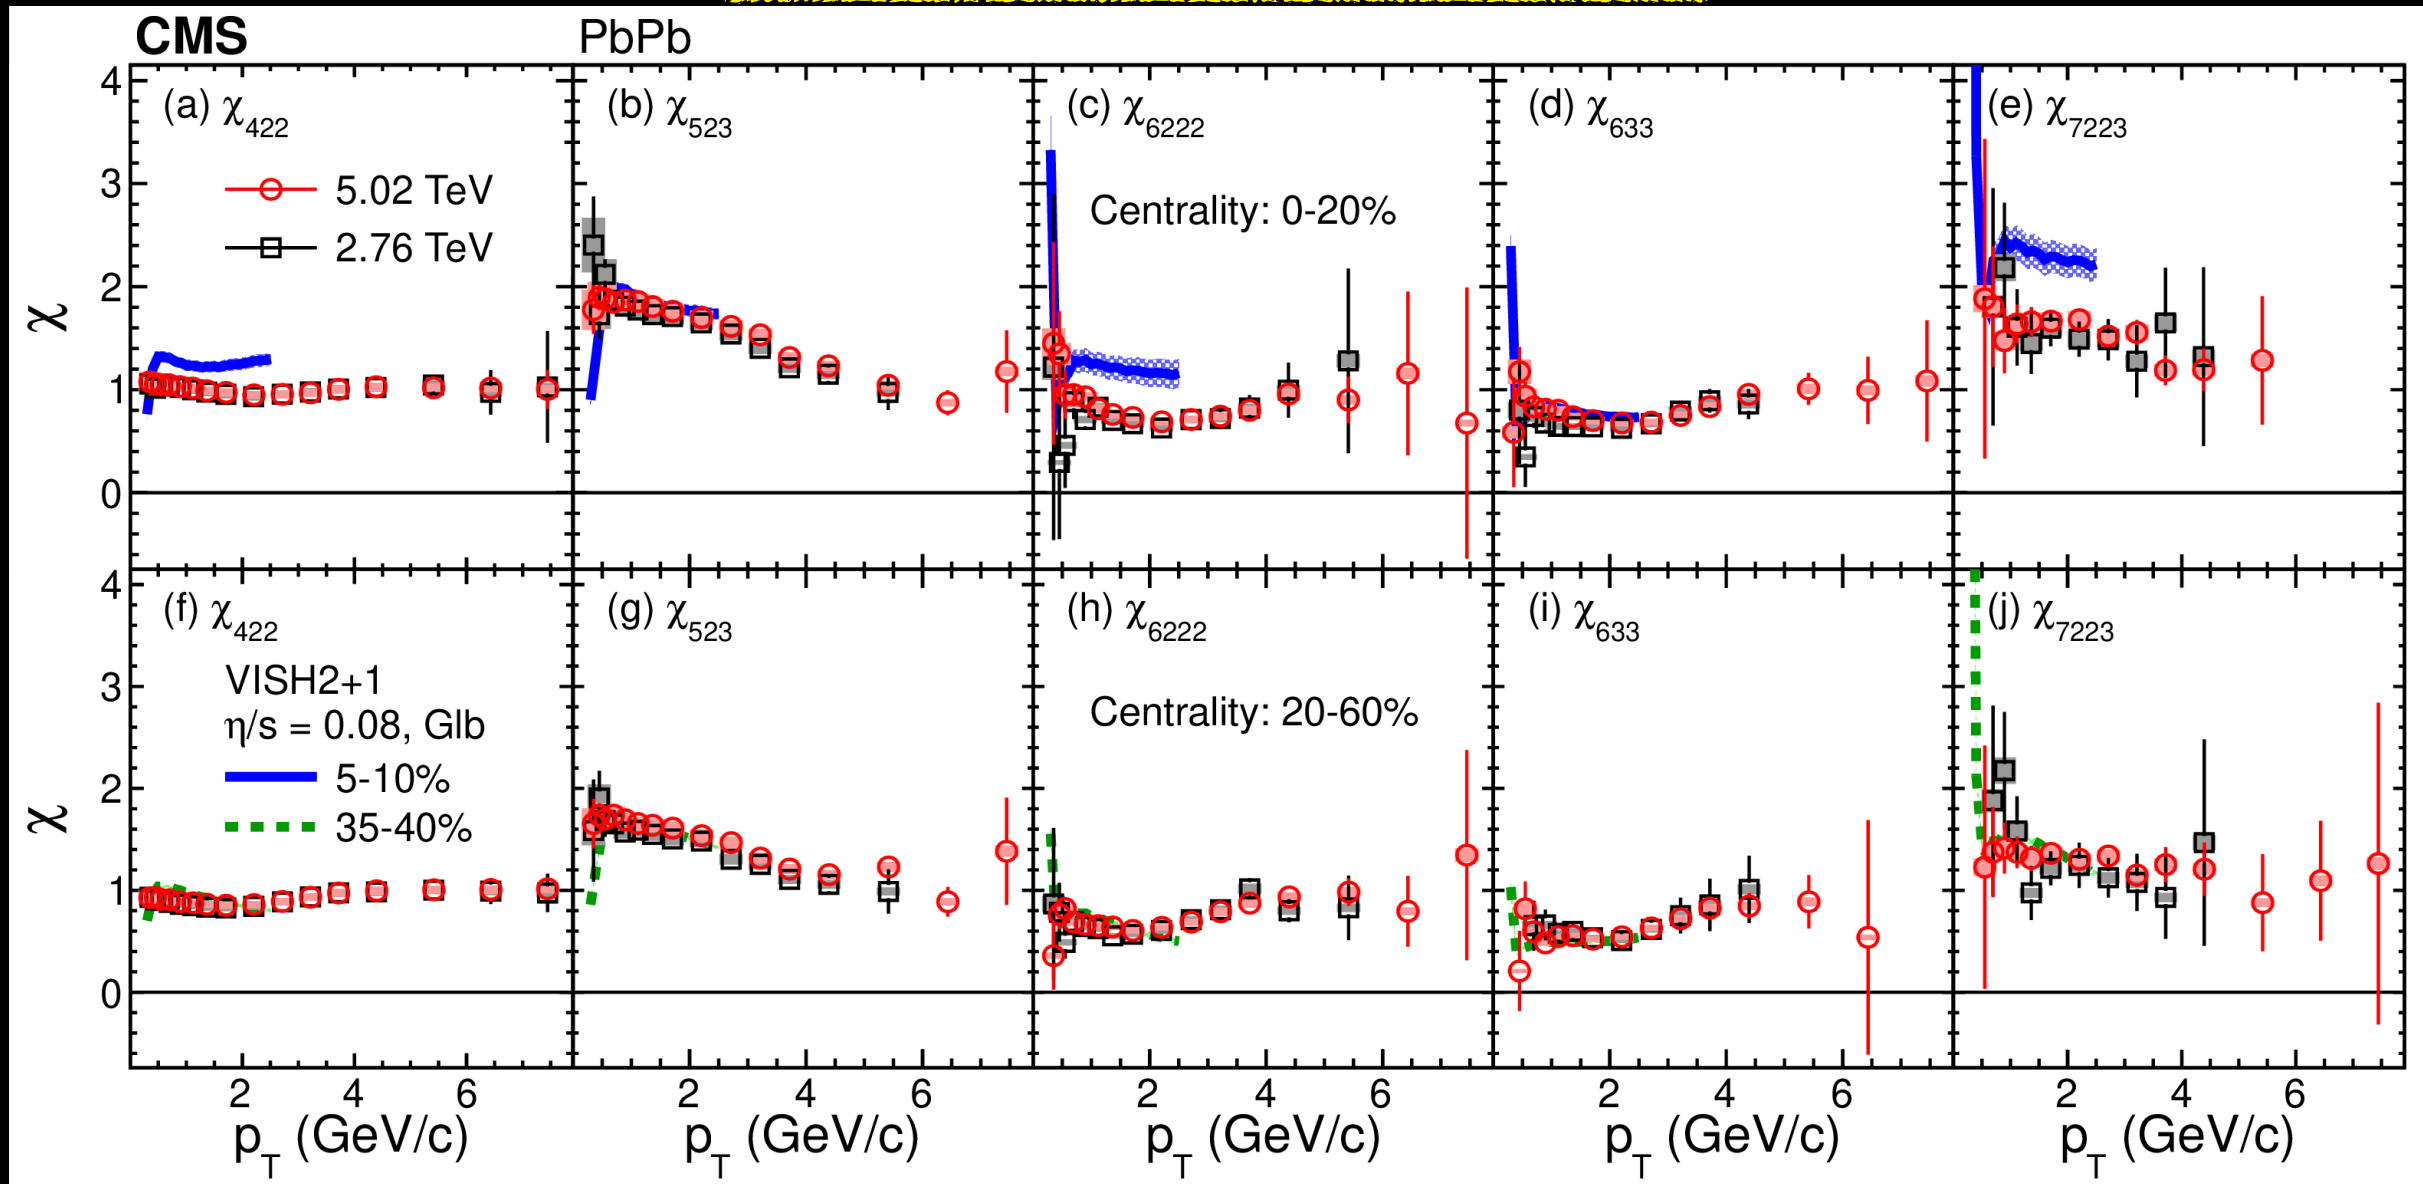 CMS PbPb
(a) χ422
(b) χ523
(c) χ6222
(d) χ633
(e) χ7223
5.02 TeV
2.76 TeV
Centrality: 0-20%
4
3
2
1
0
χ
(f) χ422
(g) χ523
(h) χ6222
(i) χ633
(j) χ7223
VISH2+1
η/s = 0.08, Glb
5-10%
35-40%
Centrality: 20-60%
4
3
2
1
0
χ
2 4 6 2 4 6 2 4 6 2 4 6 2 4 6
pT (GeV/c) pT (GeV/c) pT (GeV/c) pT (GeV/c) pT (GeV/c)